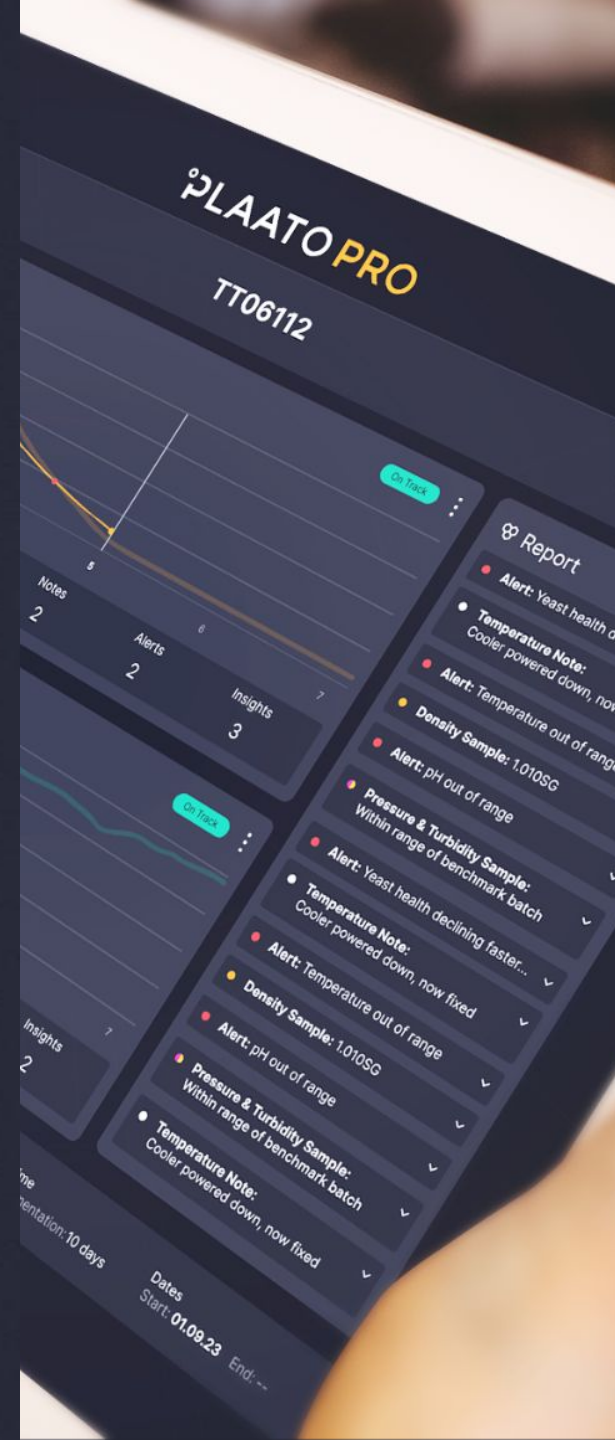 PLAATO PRO
TT06112
On Track
5
6
7
Notes
2
Alerts
2
Insights
3
On Track
7
Insights
2
Report
Alert: Yeast health
Temperature Note:
Cooler powered down,
Alert: Temperature out of range
Density Sample: 1.010SG
Alert: pH out of range
Pressure & Turbidity Sample:
Within range of benchmark batch
Alert: Yeast health declining faster...
Temperature Note:
Cooler powered down, now fixed
Alert: Temperature out of range
Density Sample: 1.010SG
Alert: pH out of range
Pressure & Turbidity Sample:
Within range of benchmark batch
Temperature Note:
Cooler powered down, now fixed
10 days
Dates
Start: 01.09.23 End: --